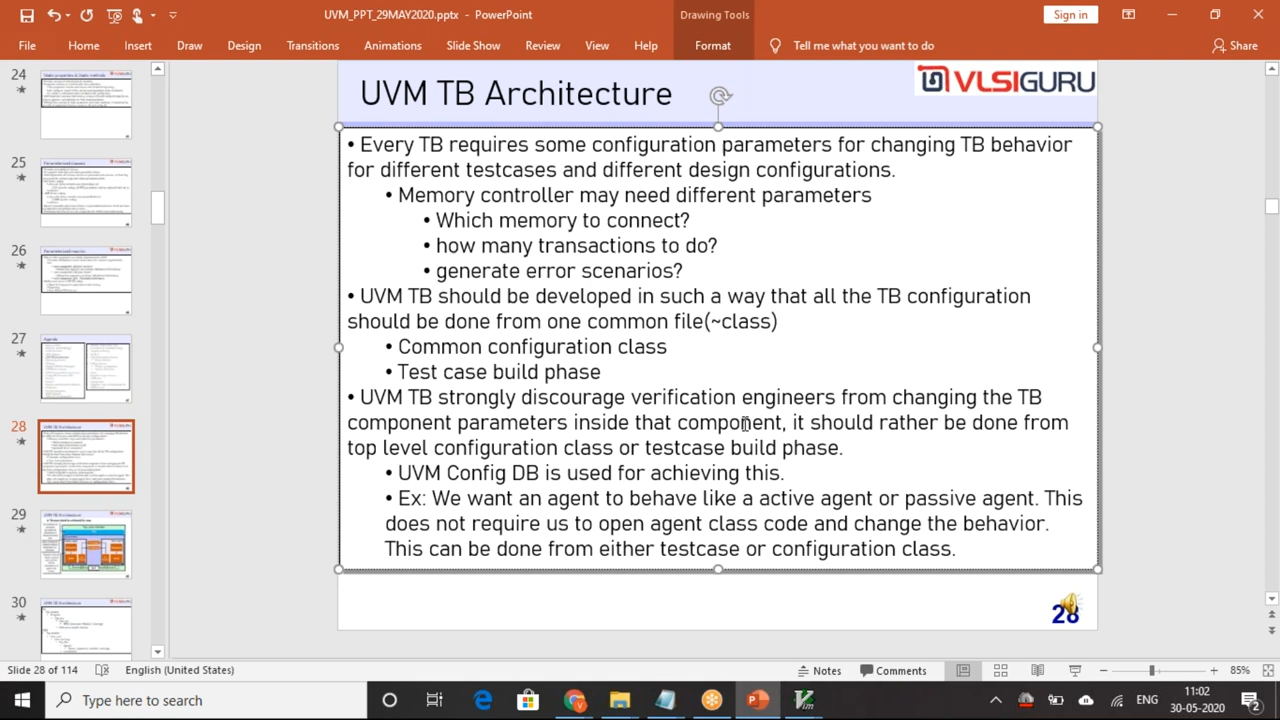 UVM_PPT_29MAY2020.pptx - PowerPoint
Drawing Tools
Sign in
File Home Insert Draw Design Transitions Animations Slide Show Review View Help Format Tell me what you want to do Share
24
25
26
27
28
29
30
UVM TB Architecture
VLSIGURU
• Every TB requires some configuration parameters for changing TB behavior
for different testcases and different design configurations.
• Memory controller may need different parameters
• Which memory to connect?
• how many transactions to do?
• generate error scenarios?
• UVM TB should be developed in such a way that all the TB configuration
should be done from one common file(~class)
• Common configuration class
• Test case build phase
• UVM TB strongly discourage verification engineers from changing the TB
component parameters inside that component, it should rather be done from
top level configuration class or testcase build phase.
• UVM Config DB is used for achieving this.
• Ex: We want an agent to behave like a active agent or passive agent. This
does not require us to open agent class code and change the behavior.
This can be done from either testcase or configuration class.
28
Slide 28 of 114 English (United States) Notes Comments 85%
Type here to search
ENG
11:02
30-05-2020
2